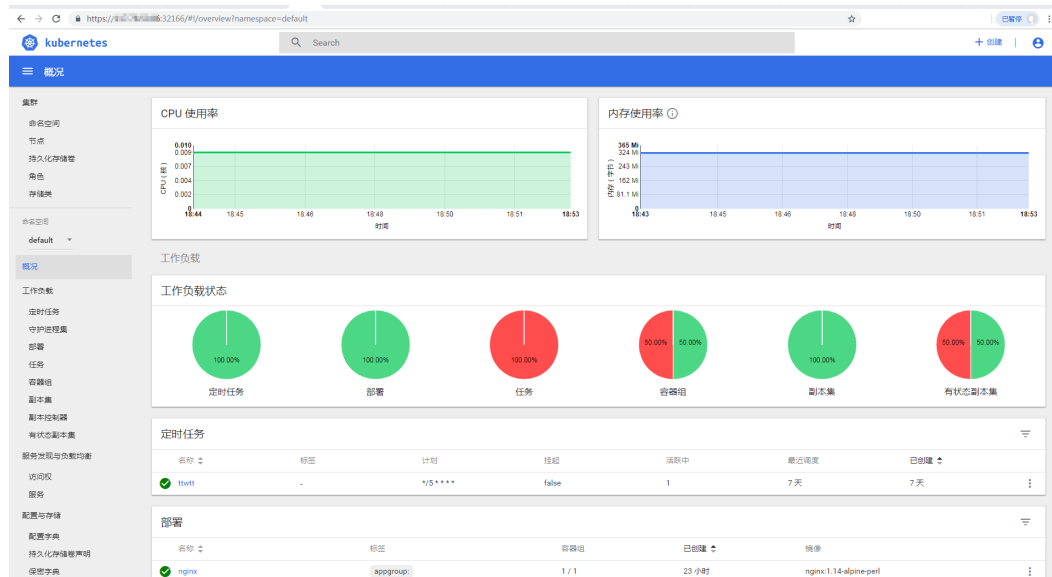 https://
6:32166/#!/overview?namespace=default
已暂停
kubernetes
Search
创建
概况
集群
命名空间
节点
持久化存储卷
角色
存储类
命名空间
default
概况
工作负载
定时任务
守护进程集
部署
任务
容器组
副本集
副本控制器
有状态副本集
服务发现与负载均衡
访问权
服务
配置与存储
配置字典
持久化存储卷声明
保密字典
CPU 使用率
CPU (核)
0.010
0.009
0.007
0.004
0.002
0
18:44 18:45 18:46 18:48 18:50 18:51 18:53
时间
内存使用率
内存 (字节)
365 Mi
324 Mi
243 Mi
162 Mi
81.1 Mi
0
18:43 18:45 18:46 18:48 18:50 18:51 18:53
时间
工作负载
工作负载状态
100.00% 100.00% 100.00% 50.00% 50.00% 100.00% 50.00% 50.00%
定时任务 部署 任务 容器组 副本集 有状态副本集
定时任务
名称 标签 计划 挂起 活跃中 最近调度 已创建
ttwtt - */5 * * * * false 1 7 天 7 天
部署
名称 标签 容器组 已创建 镜像
nginx appgroup: 1 / 1 23 小时 nginx:1.14-alpine-perl